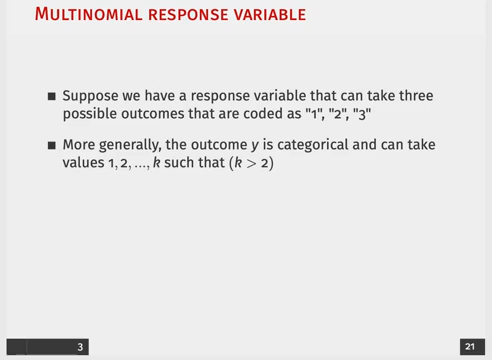 MULTINOMIAL RESPONSE VARIABLE
■ Suppose we have a response variable that can take three
possible outcomes that are coded as "1", "2", "3"
■ More generally, the outcome y is categorical and can take
values 1, 2, ..., k such that (k > 2)
3
21